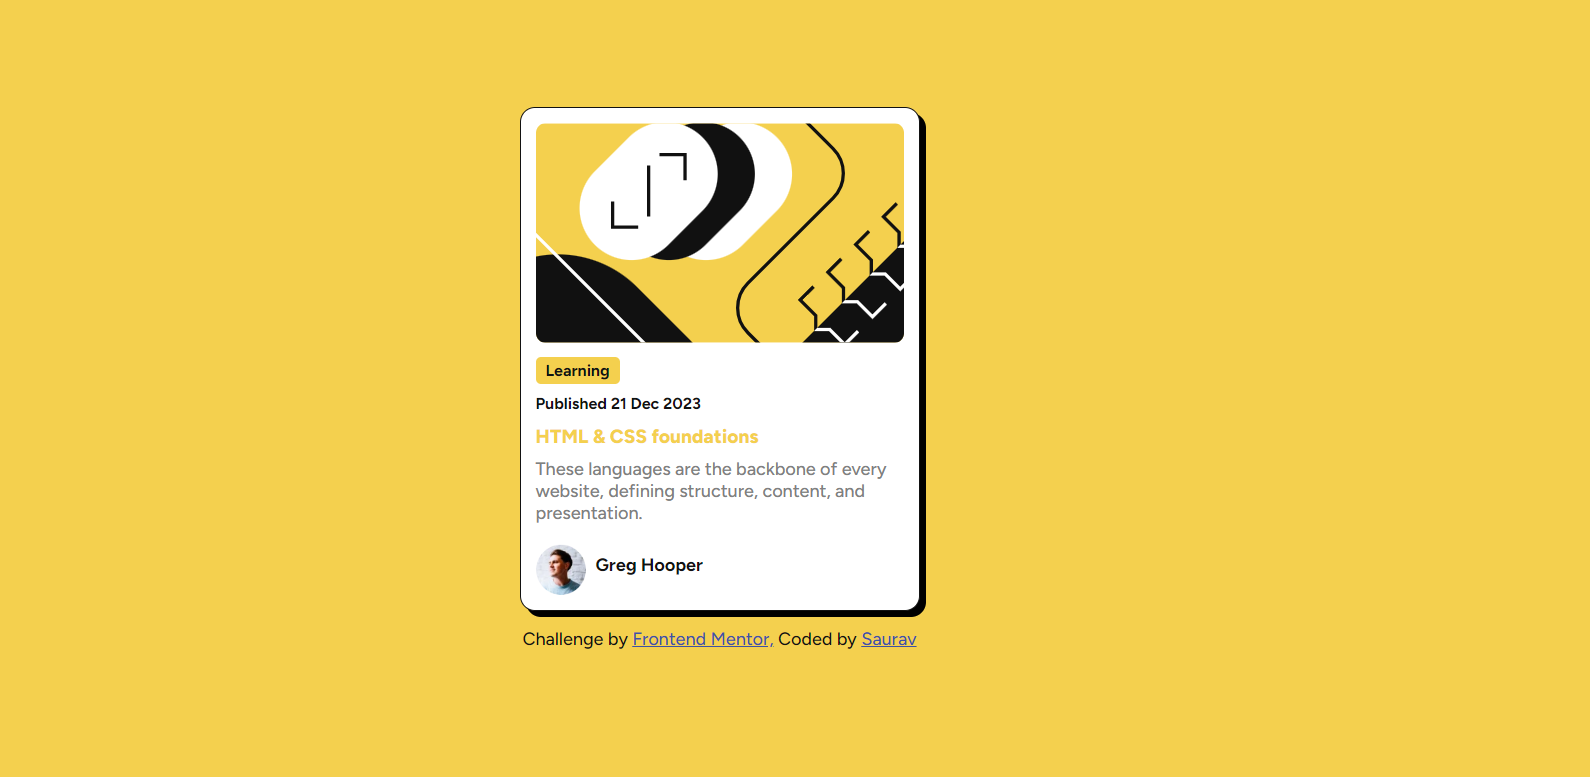 Learning
Published 21 Dec 2023
HTML & CSS foundations
These languages are the backbone of every
website, defining structure, content, and
presentation.
Greg Hooper
Challenge by Frontend Mentor, Coded by Saurav